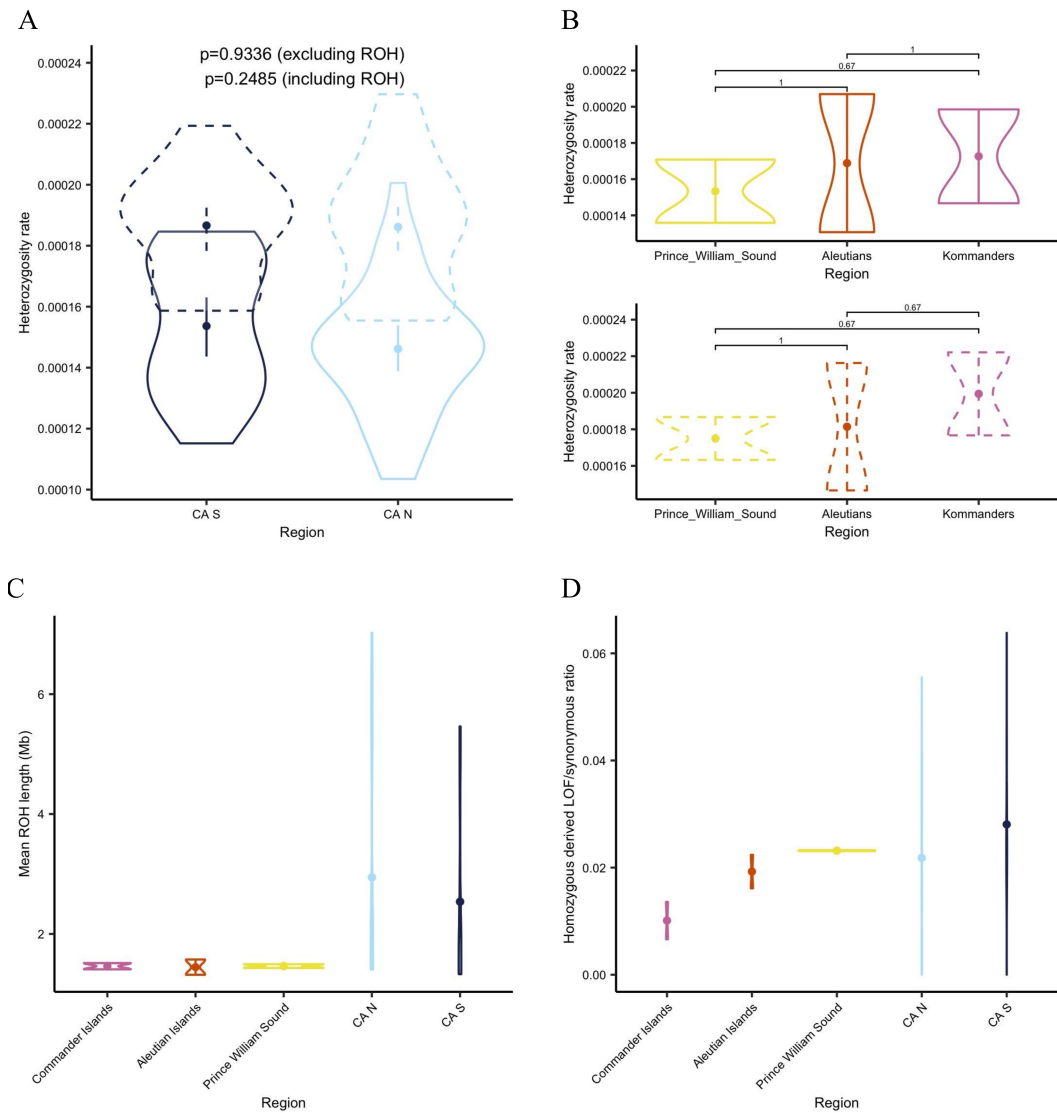 A
p=0.9336 (excluding ROH)
p=0.2485 (including ROH)
Heterozygosity rate
0.00024
0.00022
0.00020
0.00018
0.00016
0.00014
0.00012
0.00010
CA S
CA N
Region
B
1
0.67
1
Heterozygosity rate
0.00022
0.00020
0.00018
0.00016
0.00014
Prince_William_Sound
Aleutians
Kommanders
Region
0.67
0.67
1
Heterozygosity rate
0.00024
0.00022
0.00020
0.00018
0.00016
Prince_William_Sound
Aleutians
Kommanders
Region
C
Mean ROH length (Mb)
6
4
2
Commander Islands
Aleutian Islands
Prince William Sound
CA N
CA S
Region
D
Homozygous derived LOF/synonymous ratio
0.06
0.04
0.02
0.00
Commander Islands
Aleutian Islands
Prince William Sound
CA N
CA S
Region